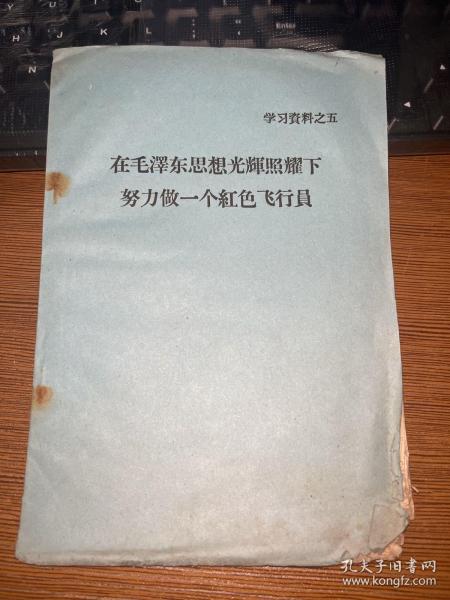 学习資料之五
在毛澤东思想光輝照耀下
努力做一个紅色飞行員
孔夫子旧书网
www.kongfz.com